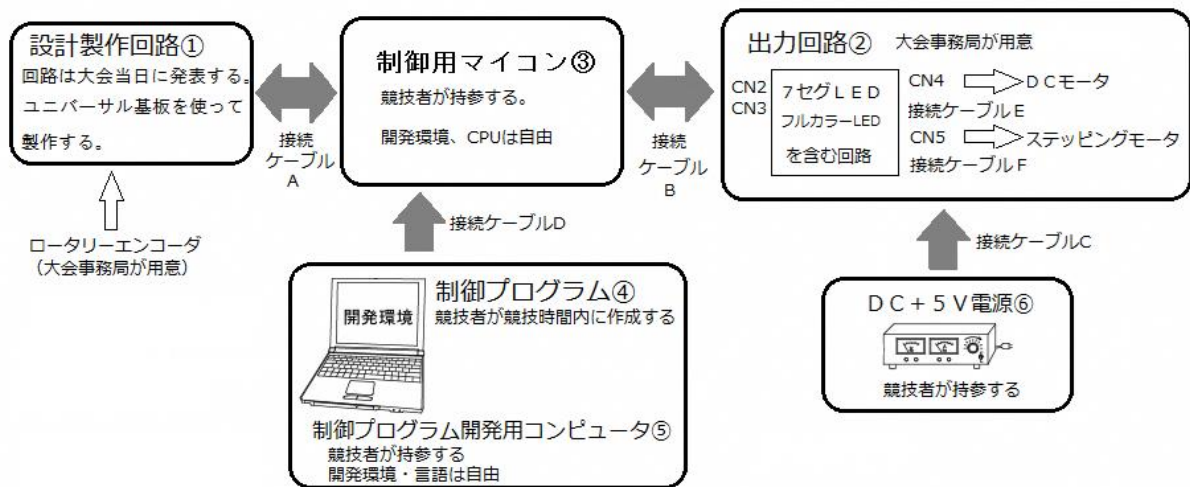 設計製作回路①
回路は大会当日に発表する。
ユニバーサル基板を使って
製作する。
接続
ケーブル
A
制御用マイコン③
競技者が持参する。
開発環境、CPUは自由
接続
ケーブル
B
出力回路② 大会事務局が用意
CN2
CN3
7セグLED
フルカラーLED
を含む回路
CN4 DCモータ
接続ケーブルE
CN5 ステッピングモータ
接続ケーブルF
ロータリーエンコーダ
(大会事務局が用意)
接続ケーブルD
接続ケーブルC
開発環境
制御プログラム④
競技者が競技時間内に作成する
制御プログラム開発用コンピュータ⑤
競技者が持参する
開発環境・言語は自由
DC+5V電源⑥
競技者が持参する